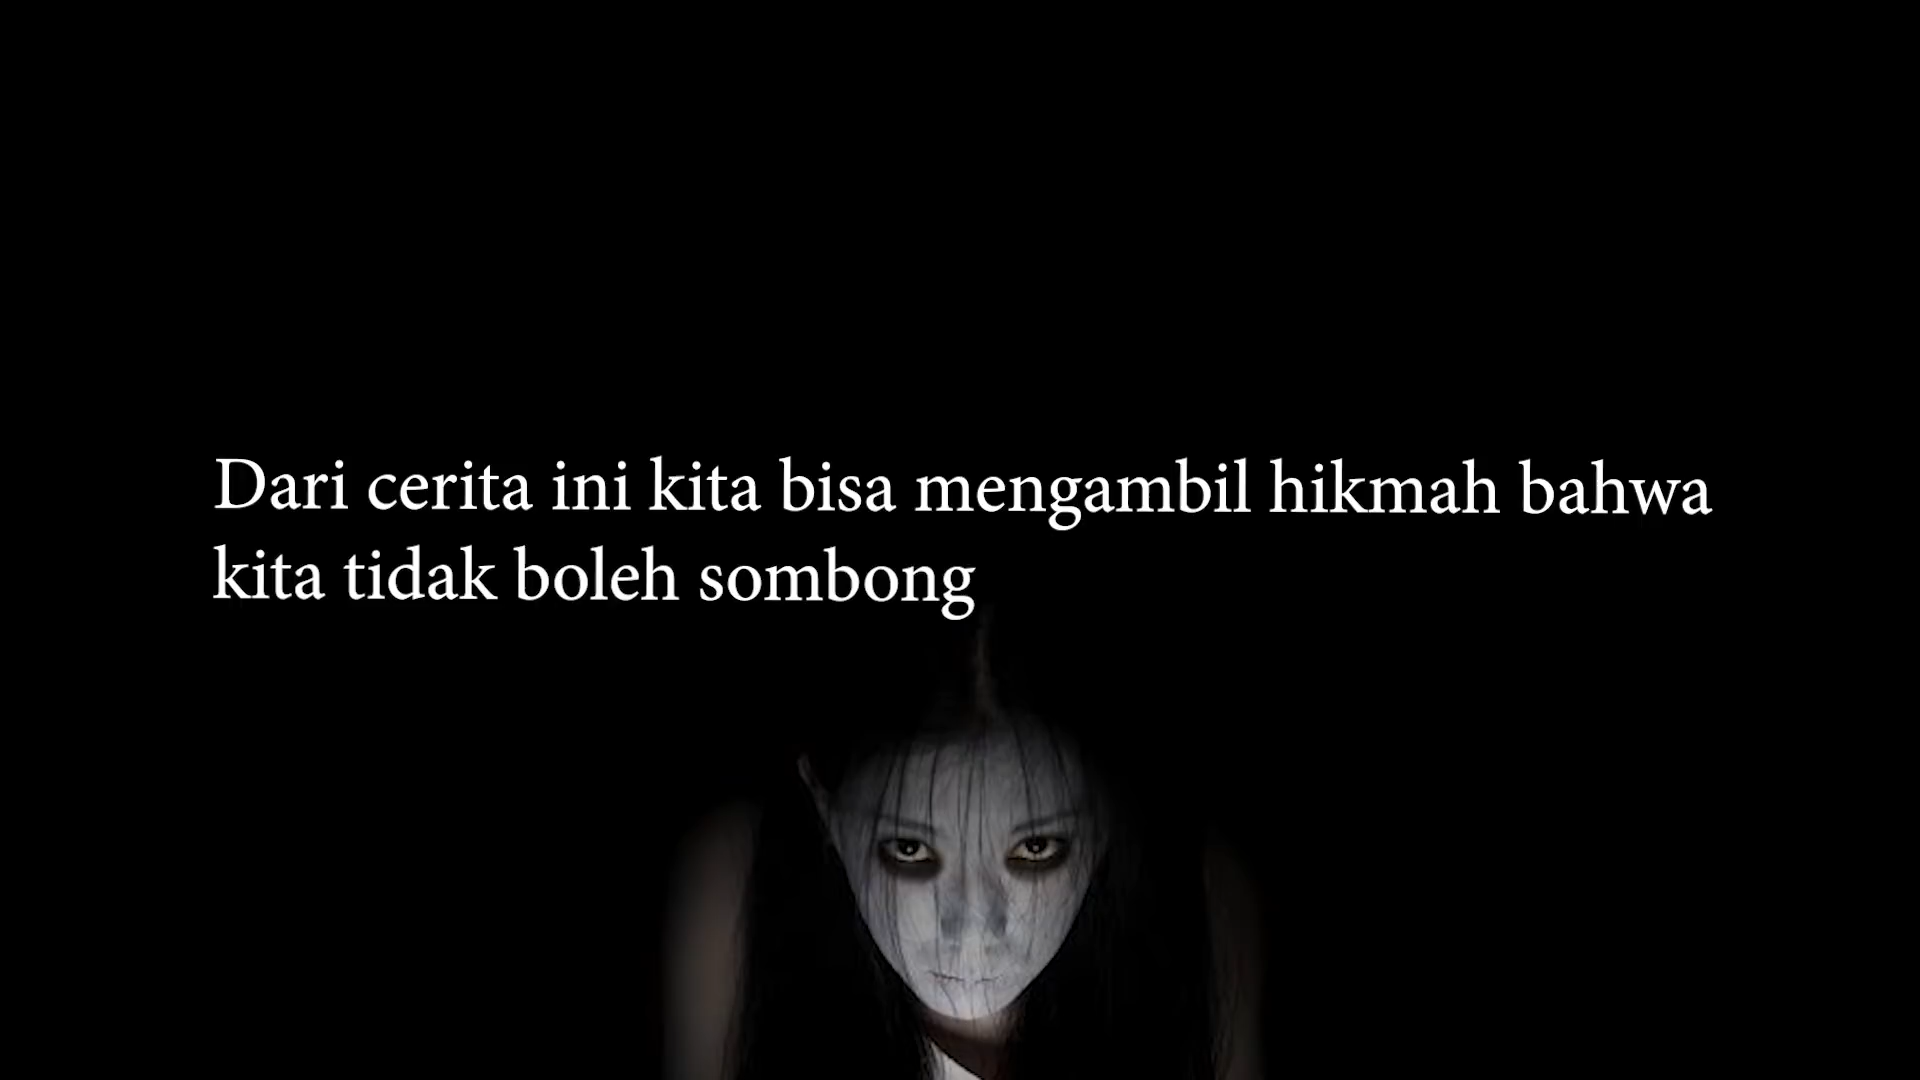 Dari cerita ini kita bisa mengambil hikmah bahwa
kita tidak boleh sombong